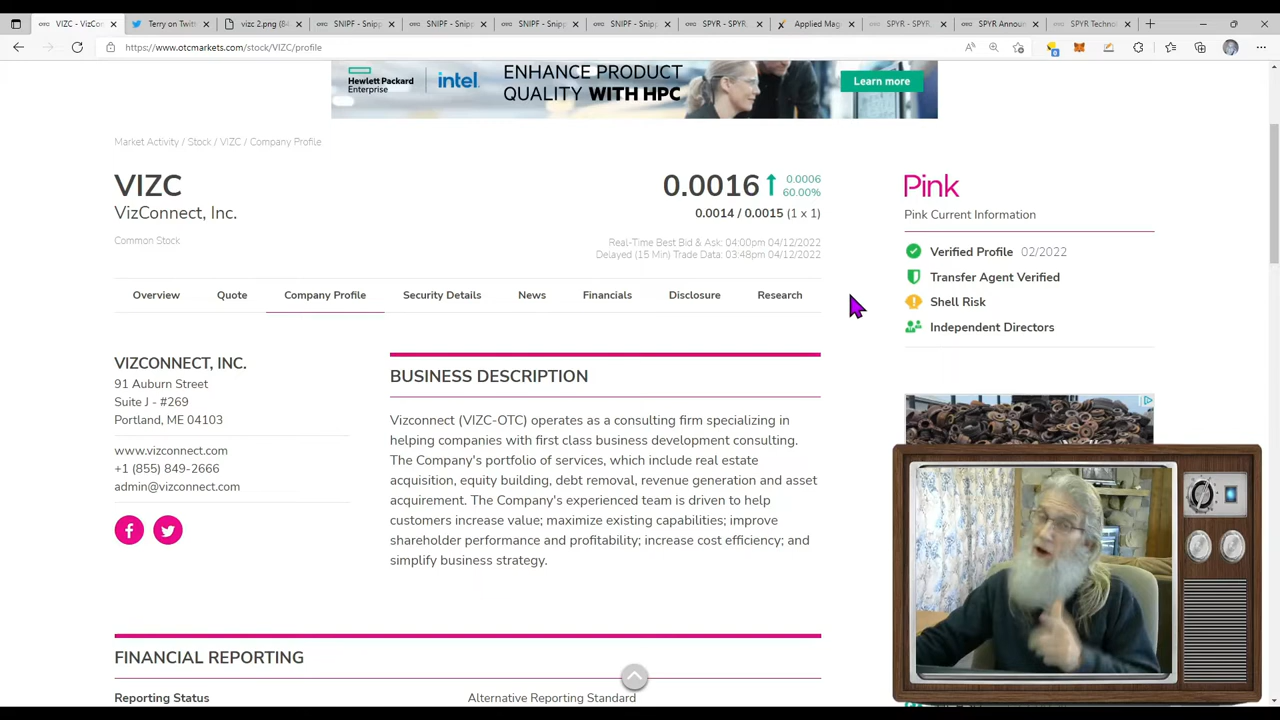 VIZC - VizCon
Terry on Twitt
vizc 2.png (84
SNIPF - Snipp
SNIPF - Snipp
SNIPF - Snipp
SNIPF - Snipp
SPYR - SPYR,
Applied Mag
SPYR - SPYR,
SPYR Announ
SPYR Techno
https://www.otcmarkets.com/stock/VIZC/profile
Hewlett Packard
Enterprise
intel
ENHANCE PRODUCT
QUALITY WITH HPC
Learn more
Market Activity / Stock / VIZC / Company Profile
VIZC
VizConnect, Inc.
Common Stock
0.0016
0.0006
60.00%
0.0014 / 0.0015 (1 x 1)
Real-Time Best Bid & Ask: 04:00pm 04/12/2022
Delayed (15 Min) Trade Data: 03:48pm 04/12/2022
Pink
Pink Current Information
Verified Profile 02/2022
Transfer Agent Verified
Shell Risk
Independent Directors
Overview
Quote
Company Profile
Security Details
News
Financials
Disclosure
Research
VIZCONNECT, INC.
91 Auburn Street
Suite J - #269
Portland, ME 04103
www.vizconnect.com
+1 (855) 849-2666
admin@vizconnect.com
BUSINESS DESCRIPTION
Vizconnect (VIZC-OTC) operates as a consulting firm specializing in
helping companies with first class business development consulting.
The Company's portfolio of services, which include real estate
acquisition, equity building, debt removal, revenue generation and asset
acquirement. The Company's experienced team is driven to help
customers increase value; maximize existing capabilities; improve
shareholder performance and profitability; increase cost efficiency; and
simplify business strategy.
FINANCIAL REPORTING
Reporting Status
Alternative Reporting Standard